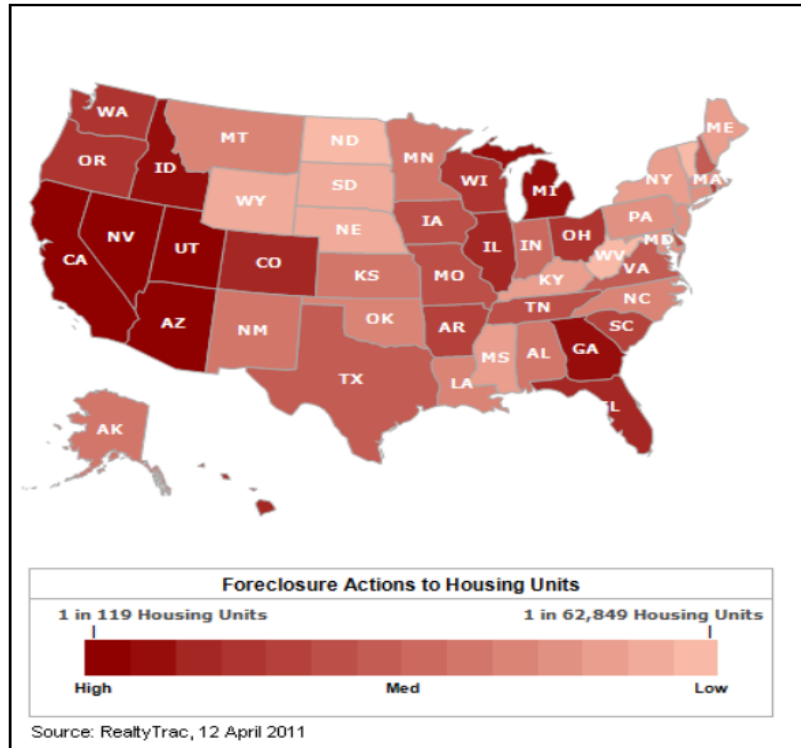 WA
ME
MT
ND
OR
ID
MN
MA
WI
NY
SD
WY
MI
PA
IA
NE
NV
OH
MD
UT
IL
IN
WV
CA
CO
VA
KS
MO
KY
NC
TN
OK
AZ
NM
AR
SC
MS
AL
GA
TX
LA
FL
AK
Foreclosure Actions to Housing Units
1 in 119 Housing Units
1 in 62,849 Housing Units
High
Med
Low
Source: RealtyTrac, 12 April 2011